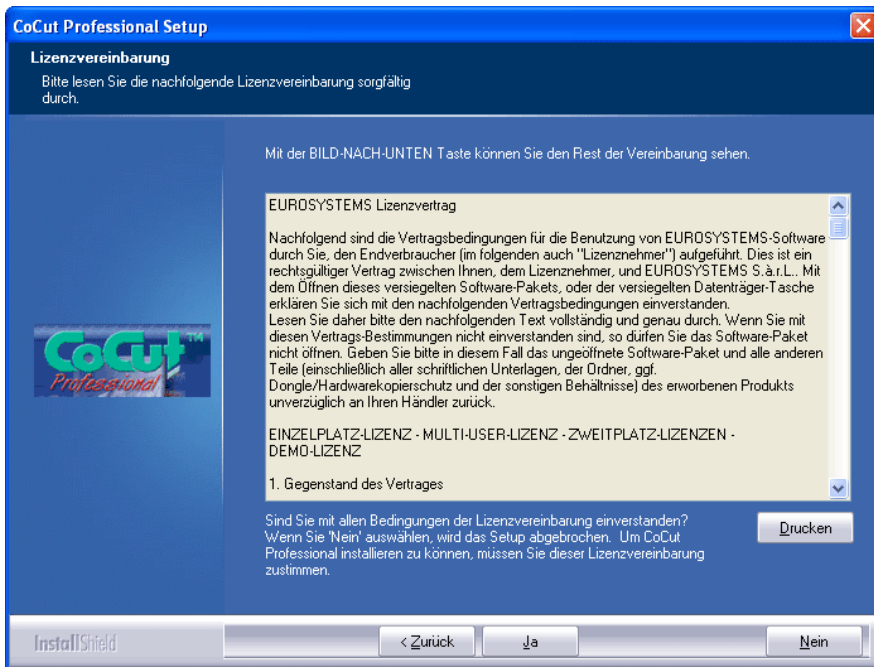 CoCut Professional Setup
Lizenzvereinbarung
Bitte lesen Sie die nachfolgende Lizenzvereinbarung sorgfältig
durch.
Mit der BILD-NACH-UNTEN Taste können Sie den Rest der Vereinbarung sehen.
EUROSYSTEMS Lizenzvertrag
Nachfolgend sind die Vertragsbedingungen für die Benutzung von EUROSYSTEMS-Software
durch Sie, den Endverbraucher (im folgenden auch "Lizenznehmer") aufgeführt. Dies ist ein
rechtsgültiger Vertrag zwischen Ihnen, dem Lizenznehmer, und EUROSYSTEMS S.à.r.L.. Mit
dem Öffnen dieses versiegelten Software-Pakets, oder der versiegelten Datenträger-Tasche
erklären Sie sich mit den nachfolgenden Vertragsbedingungen einverstanden.
Lesen Sie daher bitte den nachfolgenden Text vollständig und genau durch. Wenn Sie mit
diesen Vertrags-Bestimmungen nicht einverstanden sind, so dürfen Sie das Software-Paket
nicht öffnen. Geben Sie bitte in diesem Fall das ungeöffnete Software-Paket und alle anderen
Teile (einschließlich aller schriftlichen Unterlagen, der Ordner, ggf.
Dongle/Hardwarekopierschutz und der sonstigen Behältnisse) des erworbenen Produkts
unverzüglich an Ihren Händler zurück.
EINZELPLATZ-LIZENZ - MULTI-USER-LIZENZ - ZWEITPLATZ-LIZENZEN -
DEMO-LIZENZ
1. Gegenstand des Vertrages
CoCut™
Professional
Sind Sie mit allen Bedingungen der Lizenzvereinbarung einverstanden?
Wenn Sie 'Nein' auswählen, wird das Setup abgebrochen.  Um CoCut
Professional installieren zu können, müssen Sie dieser Lizenzvereinbarung
zustimmen.
Drucken
InstallShield
< Zurück
Ja
Nein